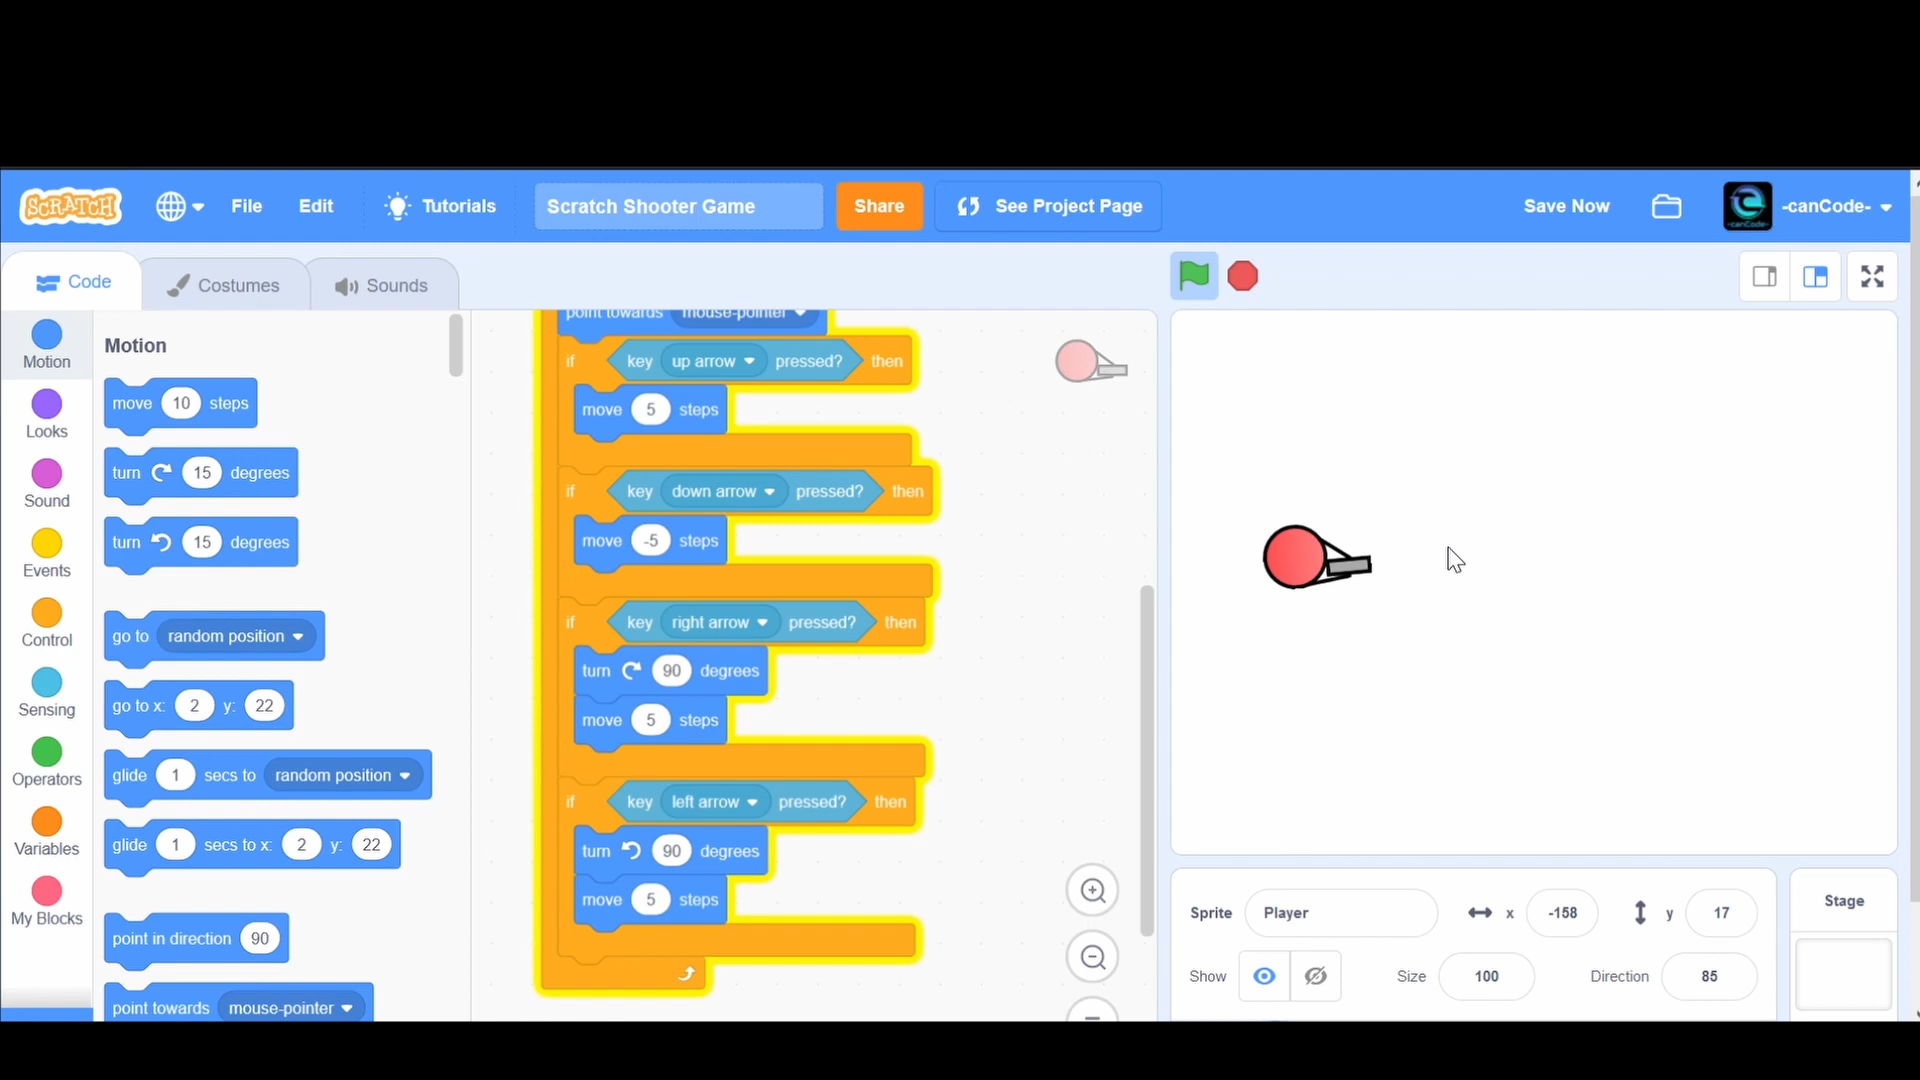 SCRATCH File Edit Tutorials Scratch Shooter Game Share See Project Page Save Now -canCode-
Code Costumes Sounds
Motion
Looks
Sound
Events
Control
Sensing
Operators
Variables
My Blocks
Motion
move 10 steps
turn 15 degrees
turn 15 degrees
go to random position
go to x: 2 y: 22
glide 1 secs to random position
glide 1 secs to x: 2 y: 22
point in direction 90
point towards mouse-pointer
point towards mouse-pointer
if key up arrow pressed? then
move 5 steps
if key down arrow pressed? then
move -5 steps
if key right arrow pressed? then
turn 90 degrees
move 5 steps
if key left arrow pressed? then
turn 90 degrees
move 5 steps
Sprite Player x -158 y 17
Show Size 100 Direction 85
Stage